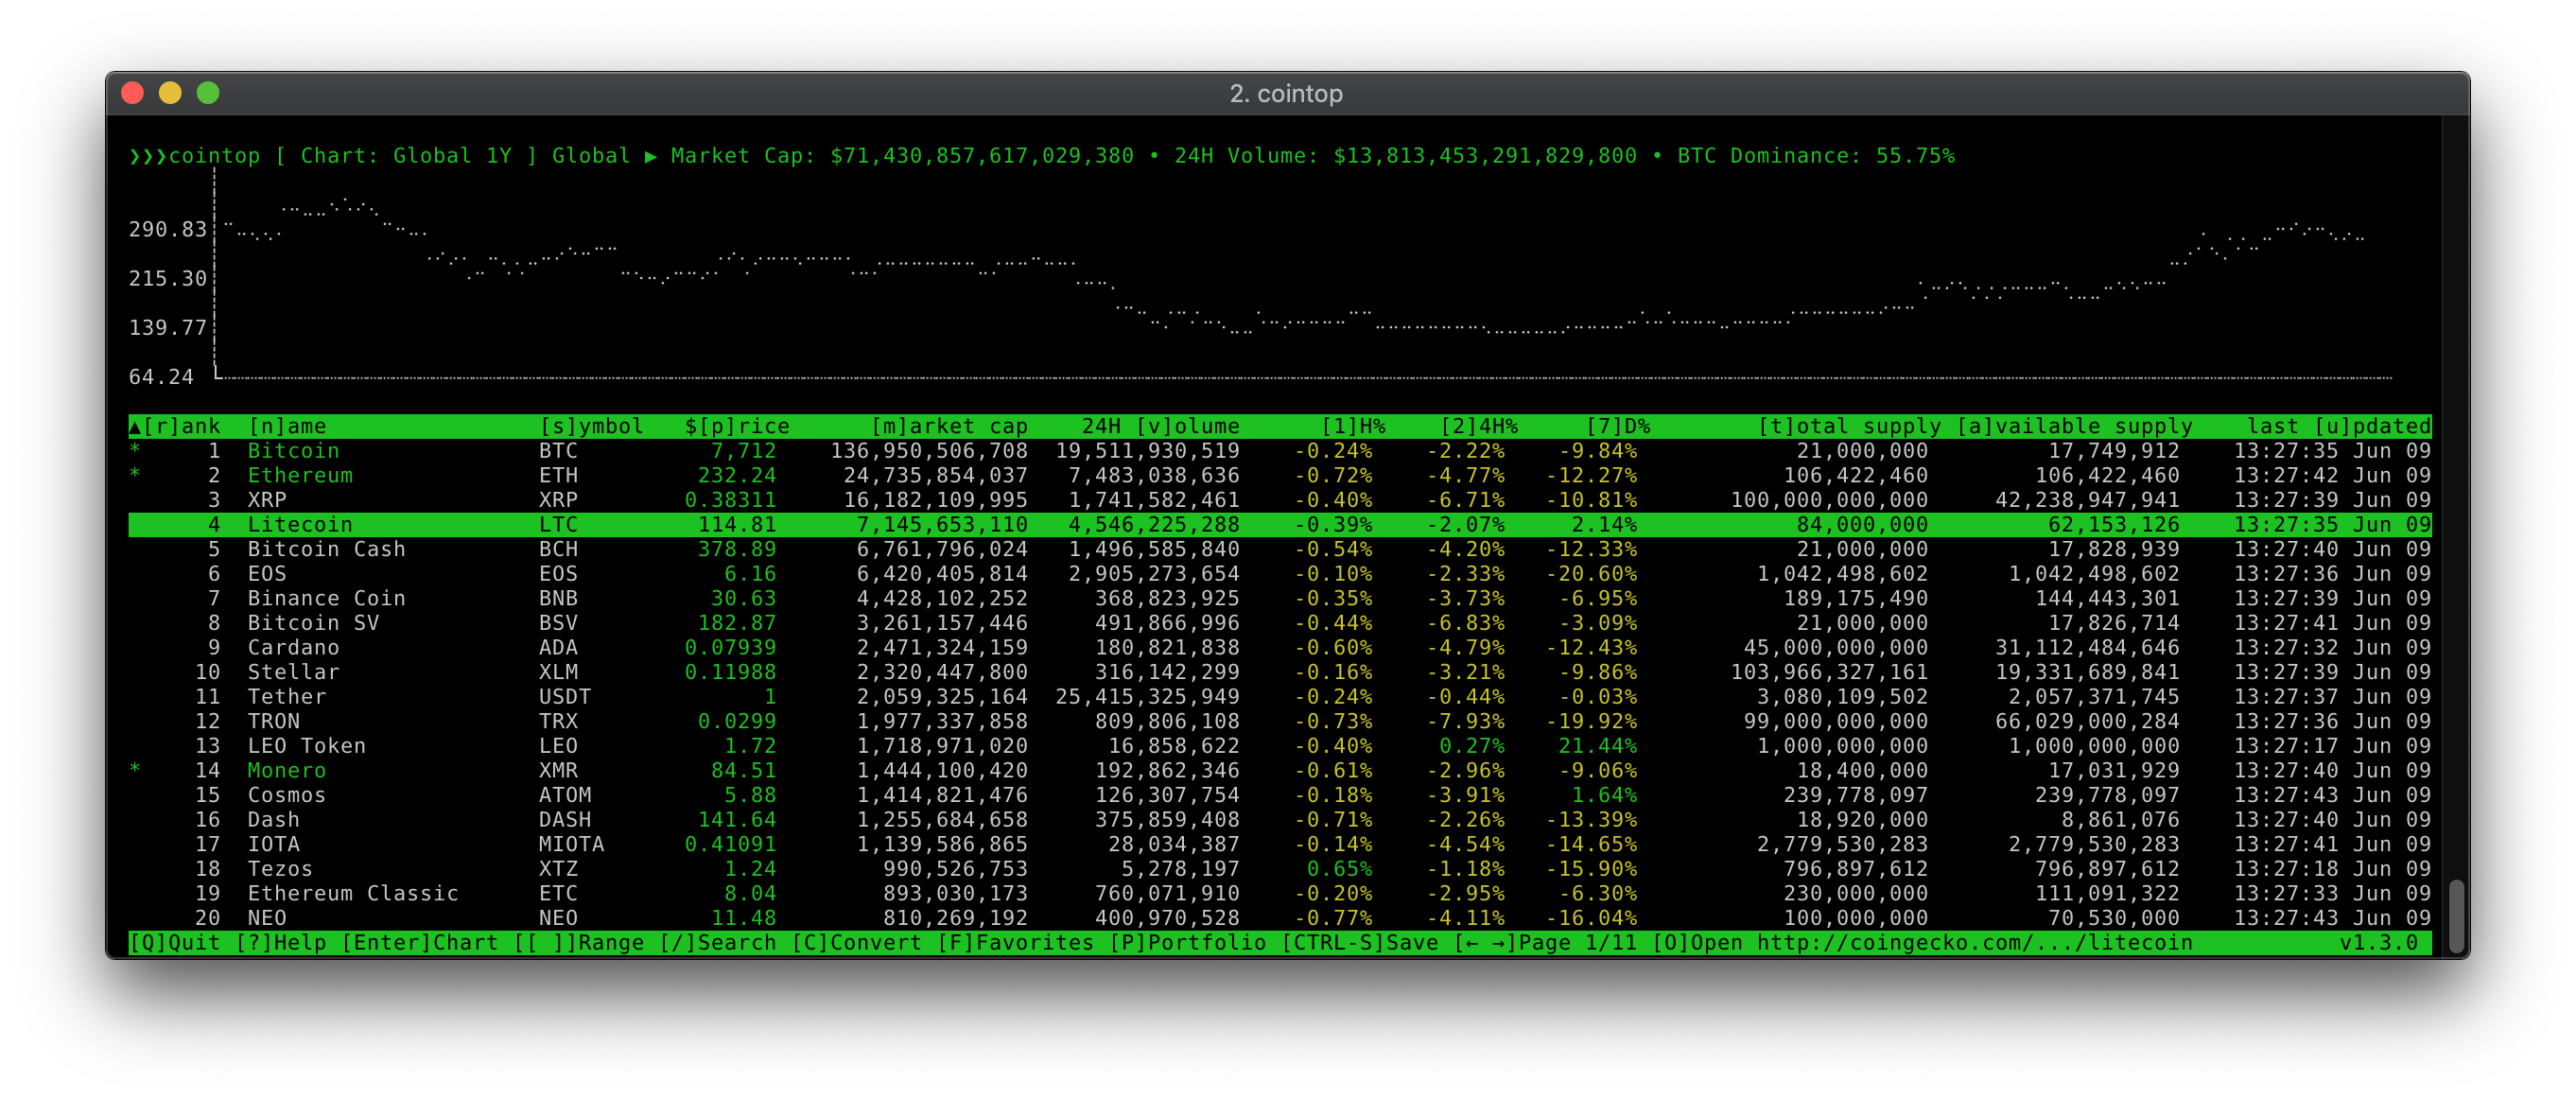 2. cointop
❯❯❯cointop [ Chart: Global 1Y ] Global ▶ Market Cap: $71,430,857,617,029,380 • 24H Volume: $13,813,453,291,829,800 • BTC Dominance: 55.75%
290.83
215.30
139.77
64.24
▲[r]ank [n]ame [s]ymbol $[p]rice [m]arket cap 24H [v]olume [1]H% [2]4H% [7]D% [t]otal supply [a]vailable supply last [u]pdated
* 1 Bitcoin BTC 7,712 136,950,506,708 19,511,930,519 -0.24% -2.22% -9.84% 21,000,000 17,749,912 13:27:35 Jun 09
* 2 Ethereum ETH 232.24 24,735,854,037 7,483,038,636 -0.72% -4.77% -12.27% 106,422,460 106,422,460 13:27:42 Jun 09
3 XRP XRP 0.38311 16,182,109,995 1,741,582,461 -0.40% -6.71% -10.81% 100,000,000,000 42,238,947,941 13:27:39 Jun 09
4 Litecoin LTC 114.81 7,145,653,110 4,546,225,288 -0.39% -2.07% 2.14% 84,000,000 62,153,126 13:27:35 Jun 09
5 Bitcoin Cash BCH 378.89 6,761,796,024 1,496,585,840 -0.54% -4.20% -12.33% 21,000,000 17,828,939 13:27:40 Jun 09
6 EOS EOS 6.16 6,420,405,814 2,905,273,654 -0.10% -2.33% -20.60% 1,042,498,602 1,042,498,602 13:27:36 Jun 09
7 Binance Coin BNB 30.63 4,428,102,252 368,823,925 -0.35% -3.73% -6.95% 189,175,490 144,443,301 13:27:39 Jun 09
8 Bitcoin SV BSV 182.87 3,261,157,446 491,866,996 -0.44% -6.83% -3.09% 21,000,000 17,826,714 13:27:41 Jun 09
9 Cardano ADA 0.07939 2,471,324,159 180,821,838 -0.60% -4.79% -12.43% 45,000,000,000 31,112,484,646 13:27:32 Jun 09
10 Stellar XLM 0.11988 2,320,447,800 316,142,299 -0.16% -3.21% -9.86% 103,966,327,161 19,331,689,841 13:27:39 Jun 09
11 Tether USDT 1 2,059,325,164 25,415,325,949 -0.24% -0.44% -0.03% 3,080,109,502 2,057,371,745 13:27:37 Jun 09
12 TRON TRX 0.0299 1,977,337,858 809,806,108 -0.73% -7.93% -19.92% 99,000,000,000 66,029,000,284 13:27:36 Jun 09
13 LEO Token LEO 1.72 1,718,971,020 16,858,622 -0.40% 0.27% 21.44% 1,000,000,000 1,000,000,000 13:27:17 Jun 09
* 14 Monero XMR 84.51 1,444,100,420 192,862,346 -0.61% -2.96% -9.06% 18,400,000 17,031,929 13:27:40 Jun 09
15 Cosmos ATOM 5.88 1,414,821,476 126,307,754 -0.18% -3.91% 1.64% 239,778,097 239,778,097 13:27:43 Jun 09
16 Dash DASH 141.64 1,255,684,658 375,859,408 -0.71% -2.26% -13.39% 18,920,000 8,861,076 13:27:40 Jun 09
17 IOTA MIOTA 0.41091 1,139,586,865 28,034,387 -0.14% -4.54% -14.65% 2,779,530,283 2,779,530,283 13:27:41 Jun 09
18 Tezos XTZ 1.24 990,526,753 5,278,197 0.65% -1.18% -15.90% 796,897,612 796,897,612 13:27:18 Jun 09
19 Ethereum Classic ETC 8.04 893,030,173 760,071,910 -0.20% -2.95% -6.30% 230,000,000 111,091,322 13:27:33 Jun 09
20 NEO NEO 11.48 810,269,192 400,970,528 -0.77% -4.11% -16.04% 100,000,000 70,530,000 13:27:43 Jun 09
[Q]Quit [?]Help [Enter]Chart [[ ]]Range [/]Search [C]Convert [F]Favorites [P]Portfolio [CTRL-S]Save [← →]Page 1/11 [O]Open http://coingecko.com/.../litecoin v1.3.0